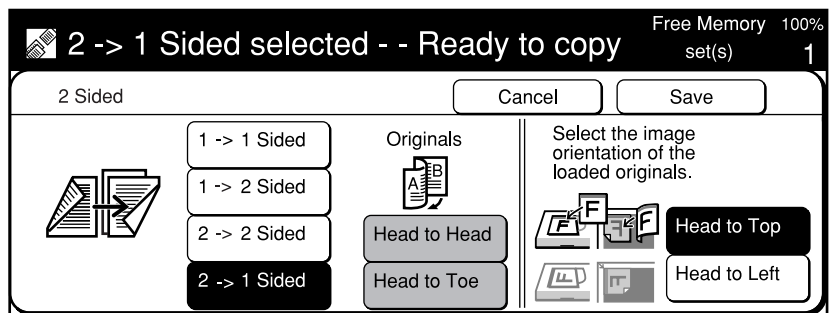 2 -> 1 Sided selected - - Ready to copy
Free Memory 100%
set(s) 1
2 Sided
Cancel
Save
1 -> 1 Sided
1 -> 2 Sided
2 -> 2 Sided
2 -> 1 Sided
Originals
A B
Head to Head
Head to Toe
Select the image
orientation of the
loaded originals.
F F F F
Head to Top
F F
Head to Left